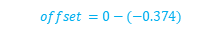 offset = 0 − (−0.374)